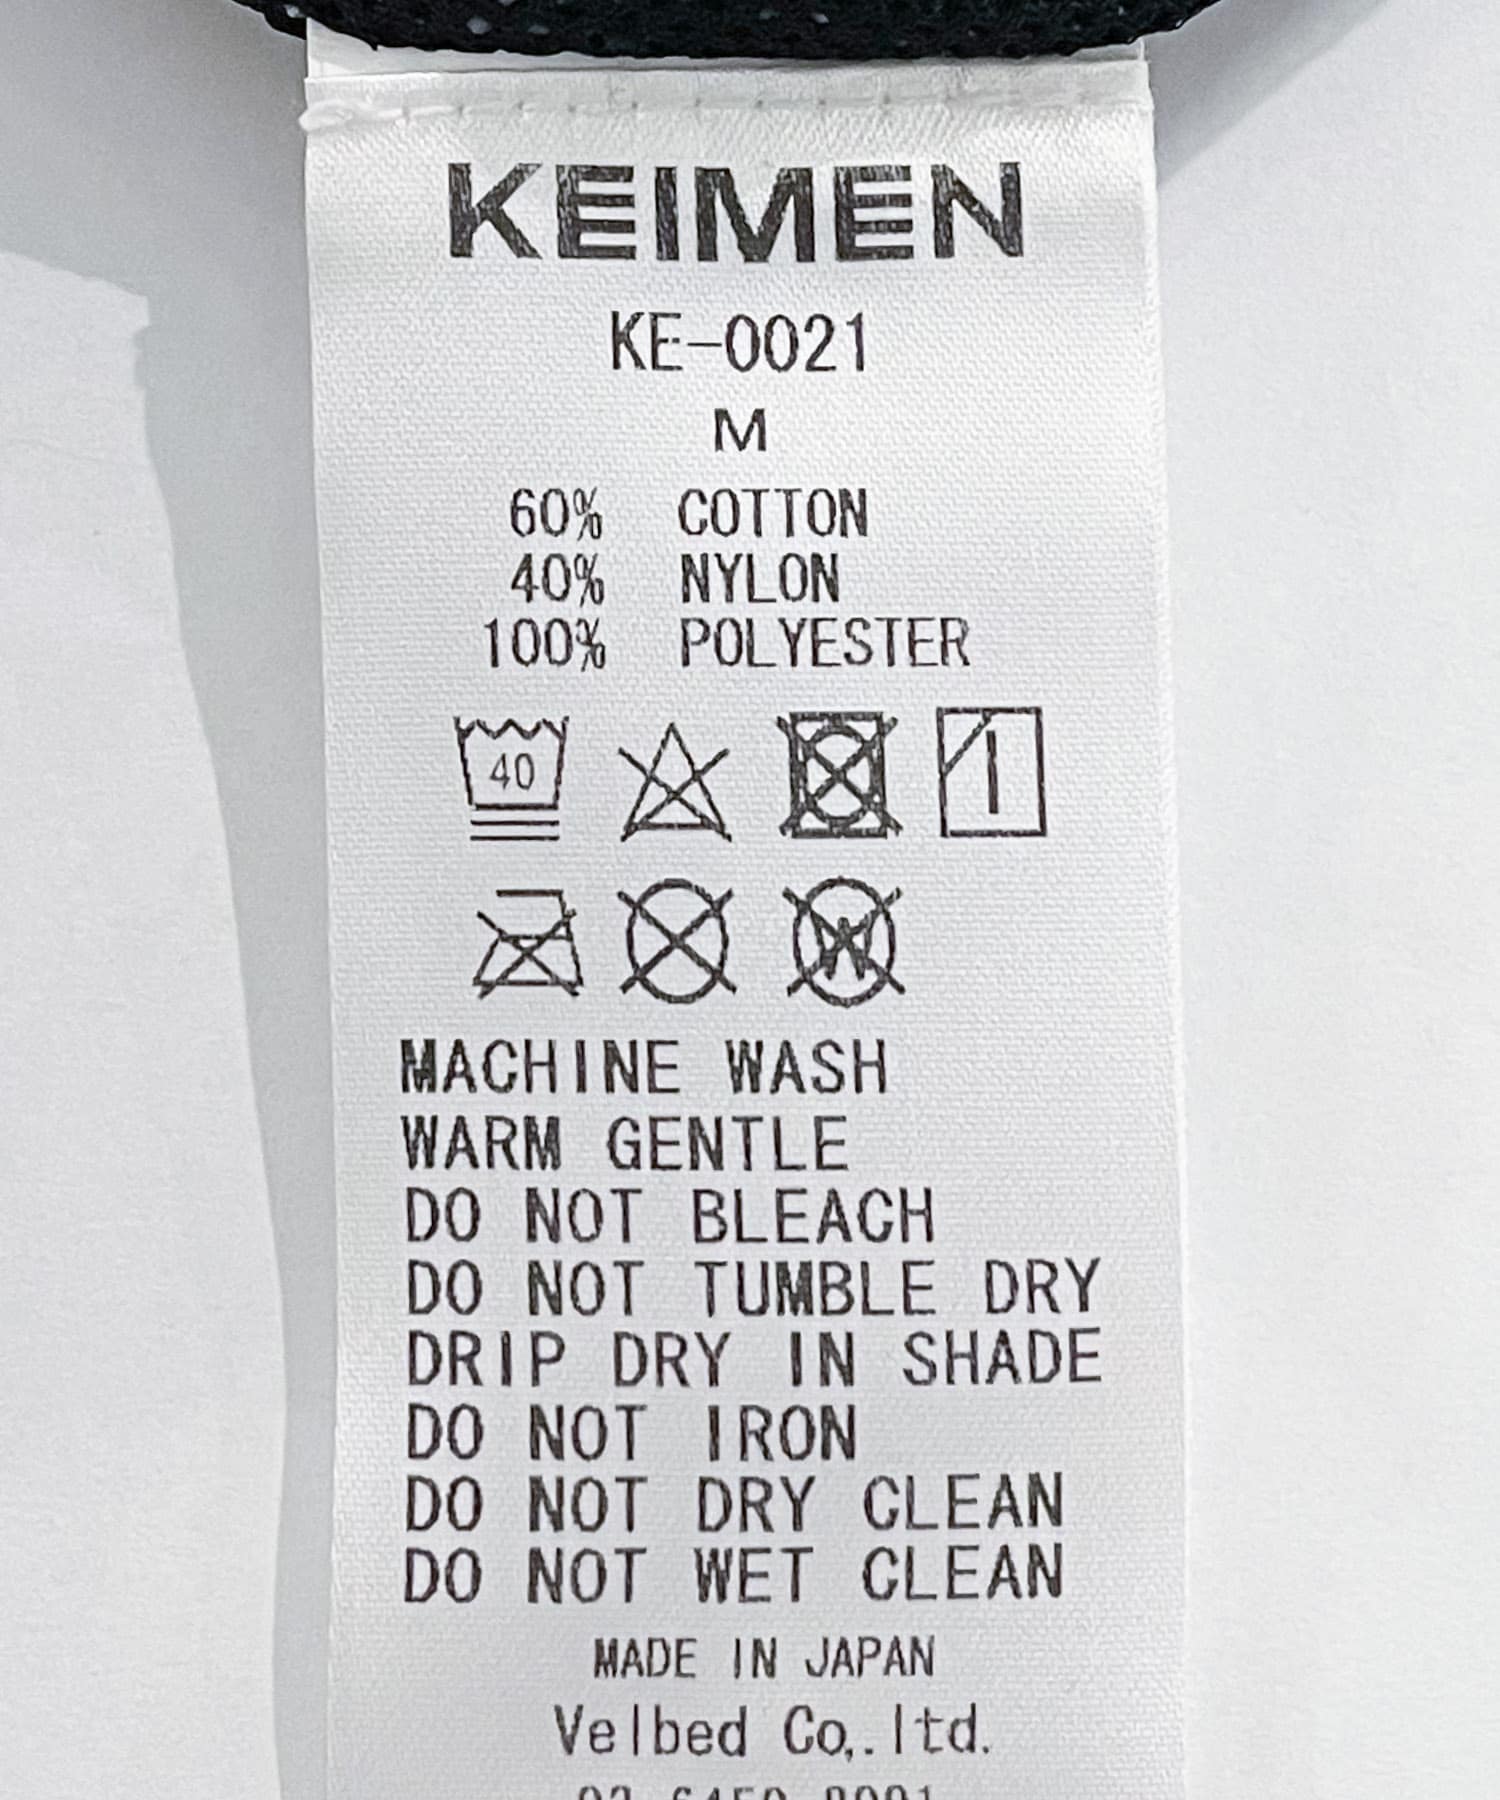 KEIMEN
KE-0021
M
60% COTTON
40% NYLON
100% POLYESTER
40
W
MACHINE WASH
WARM GENTLE
DO NOT BLEACH
DO NOT TUMBLE DRY
DRIP DRY IN SHADE
DO NOT IRON
DO NOT DRY CLEAN
DO NOT WET CLEAN
MADE IN JAPAN
Velbed Co,.ltd.